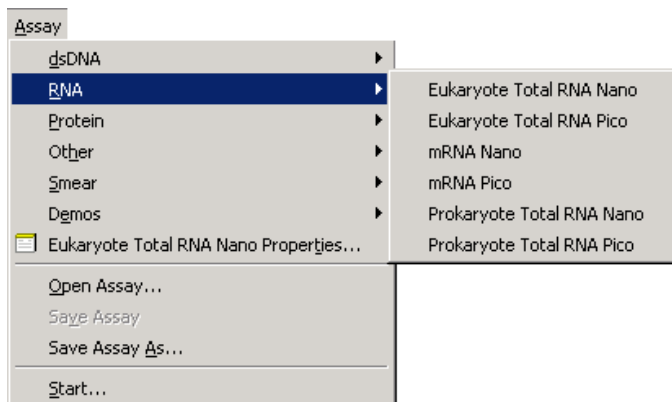 Assay
dsDNA
RNA
Protein
Other
Smear
Demos
Eukaryote Total RNA Nano Properties...
Open Assay...
Save Assay
Save Assay As...
Start...
Eukaryote Total RNA Nano
Eukaryote Total RNA Pico
mRNA Nano
mRNA Pico
Prokaryote Total RNA Nano
Prokaryote Total RNA Pico